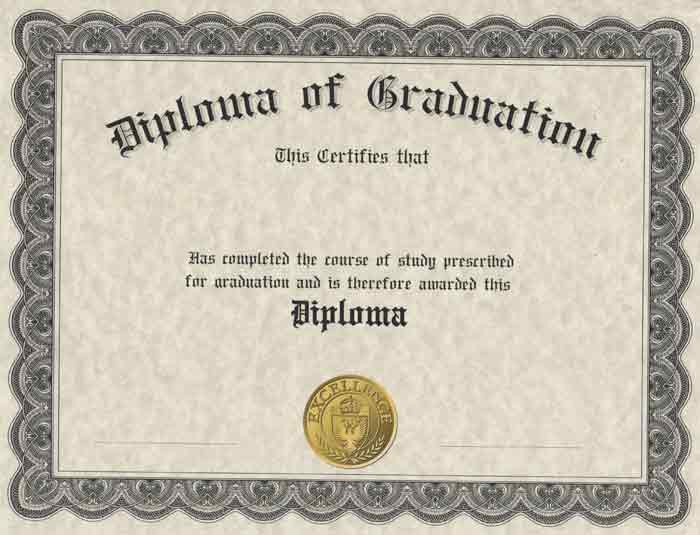 Diploma of Graduation
This Certifies that
Has completed the course of study prescribed
for graduation and is therefore awarded this
Diploma
EXCELLENCE
W